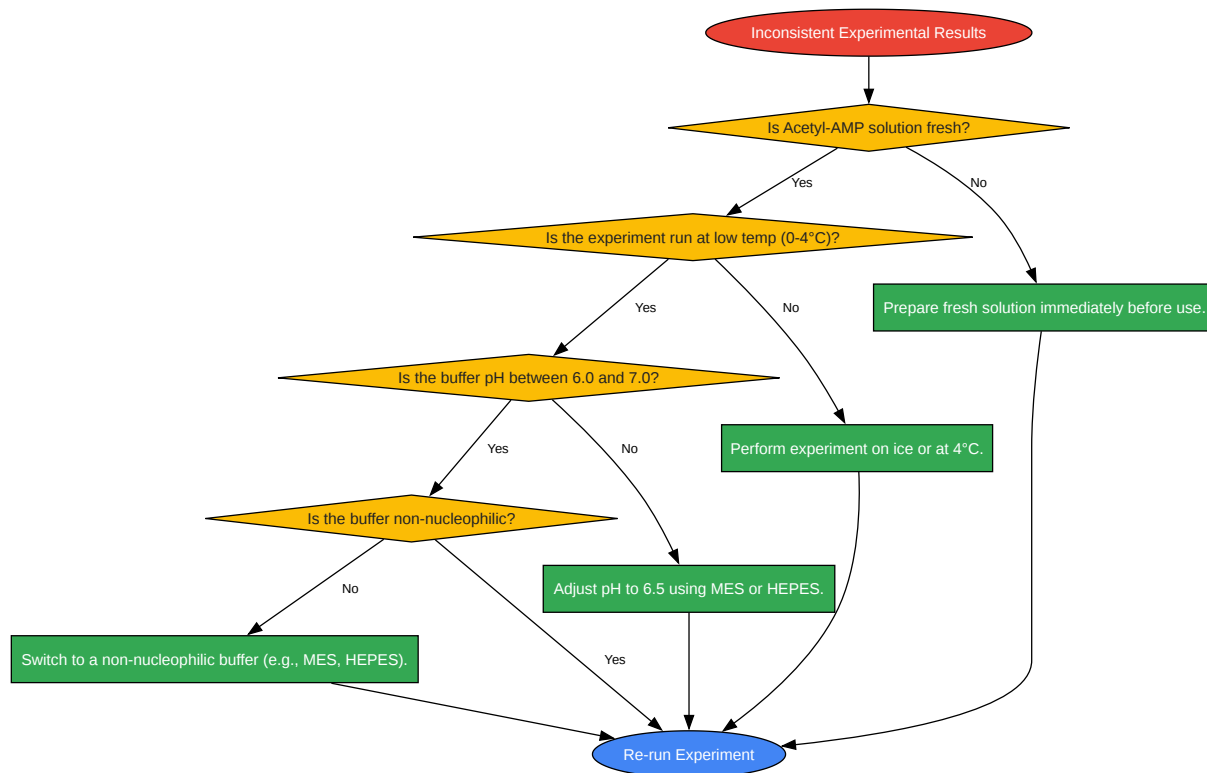 Inconsistent Experimental Results
Is Acetyl-AMP solution fresh?
Yes
No
Is the experiment run at low temp (0-4°C)?
Prepare fresh solution immediately before use.
Yes
No
Is the buffer pH between 6.0 and 7.0?
Perform experiment on ice or at 4°C.
Yes
No
Is the buffer non-nucleophilic?
Adjust pH to 6.5 using MES or HEPES.
No
Yes
Switch to a non-nucleophilic buffer (e.g., MES, HEPES).
Re-run Experiment